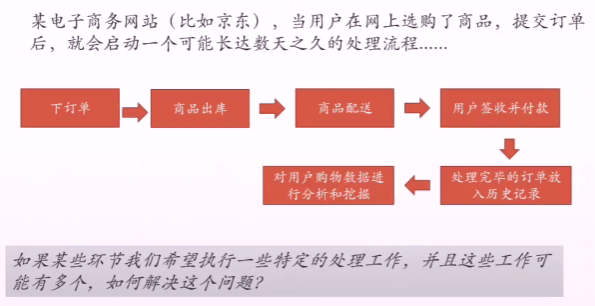 某电子商务网站（比如京东），当用户在网上选购了商品，提交订单
后，就会启动一个可能长达数天之久的处理流程......
下订单
商品出库
商品配送
用户签收并付款
处理完毕的订单放
入历史记录
对用户购物数据进
行分析和挖掘
如果某些环节我们希望执行一些特定的处理工作，并且这些工作可
能有多个，如何解决这个问题？